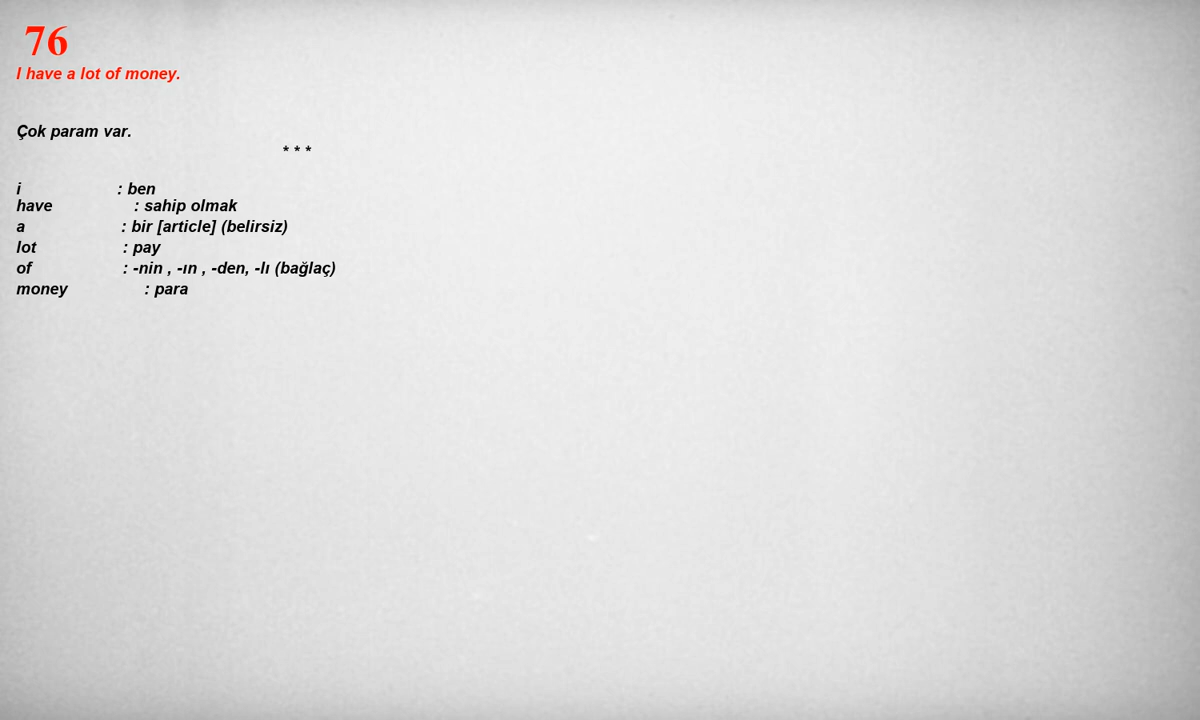 76
I have a lot of money.
Çok param var.
* * *
i : ben
have : sahip olmak
a : bir [article] (belirsiz)
lot : pay
of : -nin , -ın , -den, -lı (bağlaç)
money : para